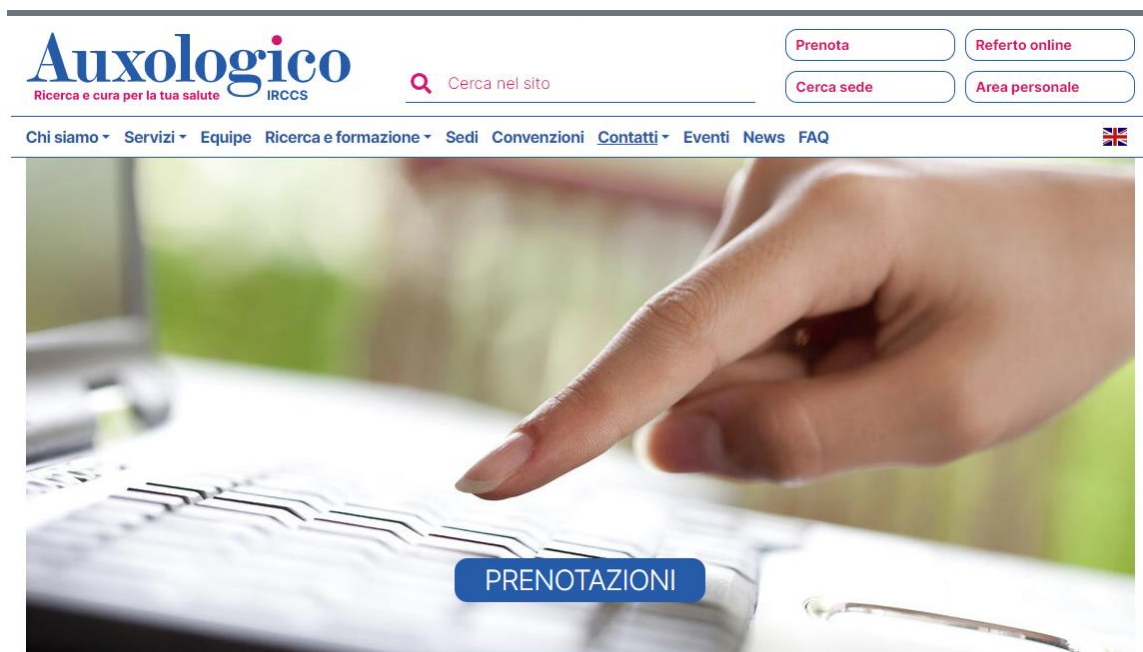 Auxologico
Ricerca e cura per la tua salute IRCCS
Cerca nel sito
Prenota
Referto online
Cerca sede
Area personale
Chi siamo Servizi Equipe Ricerca e formazione Sedi Convenzioni Contatti Eventi News FAQ
PRENOTAZIONI